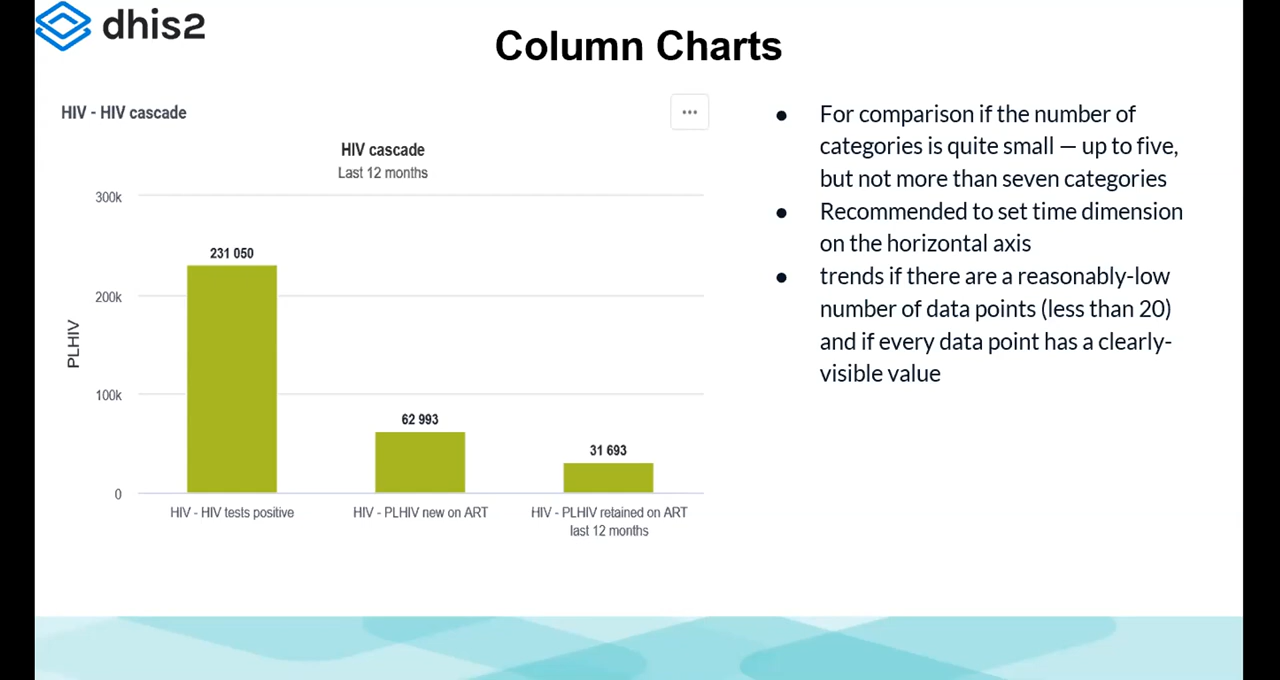 dhis2
Column Charts
HIV - HIV cascade
HIV cascade
Last 12 months
300k
200k
100k
0
PLHIV
231 050
62 993
31 693
HIV - HIV tests positive
HIV - PLHIV new on ART
HIV - PLHIV retained on ART
last 12 months
● For comparison if the number of
categories is quite small — up to five,
but not more than seven categories
● Recommended to set time dimension
on the horizontal axis
● trends if there are a reasonably-low
number of data points (less than 20)
and if every data point has a clearly-
visible value